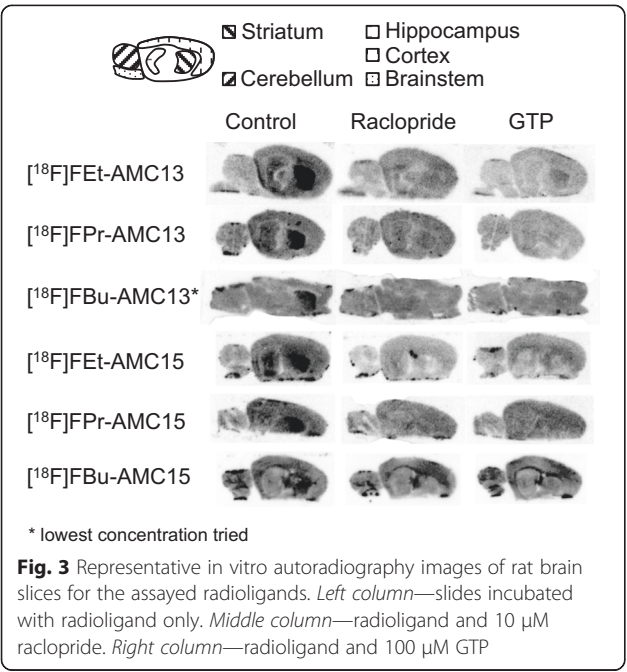 Striatum Hippocampus
Cortex
Cerebellum Brainstem
Control Raclopride GTP
[¹⁸F]FEt-AMC13
[¹⁸F]FPr-AMC13
[¹⁸F]FBu-AMC13*
[¹⁸F]FEt-AMC15
[¹⁸F]FPr-AMC15
[¹⁸F]FBu-AMC15
* lowest concentration tried
Fig. 3 Representative in vitro autoradiography images of rat brain
slices for the assayed radioligands. Left column—slides incubated
with radioligand only. Middle column—radioligand and 10 μM
raclopride. Right column—radioligand and 100 μM GTP